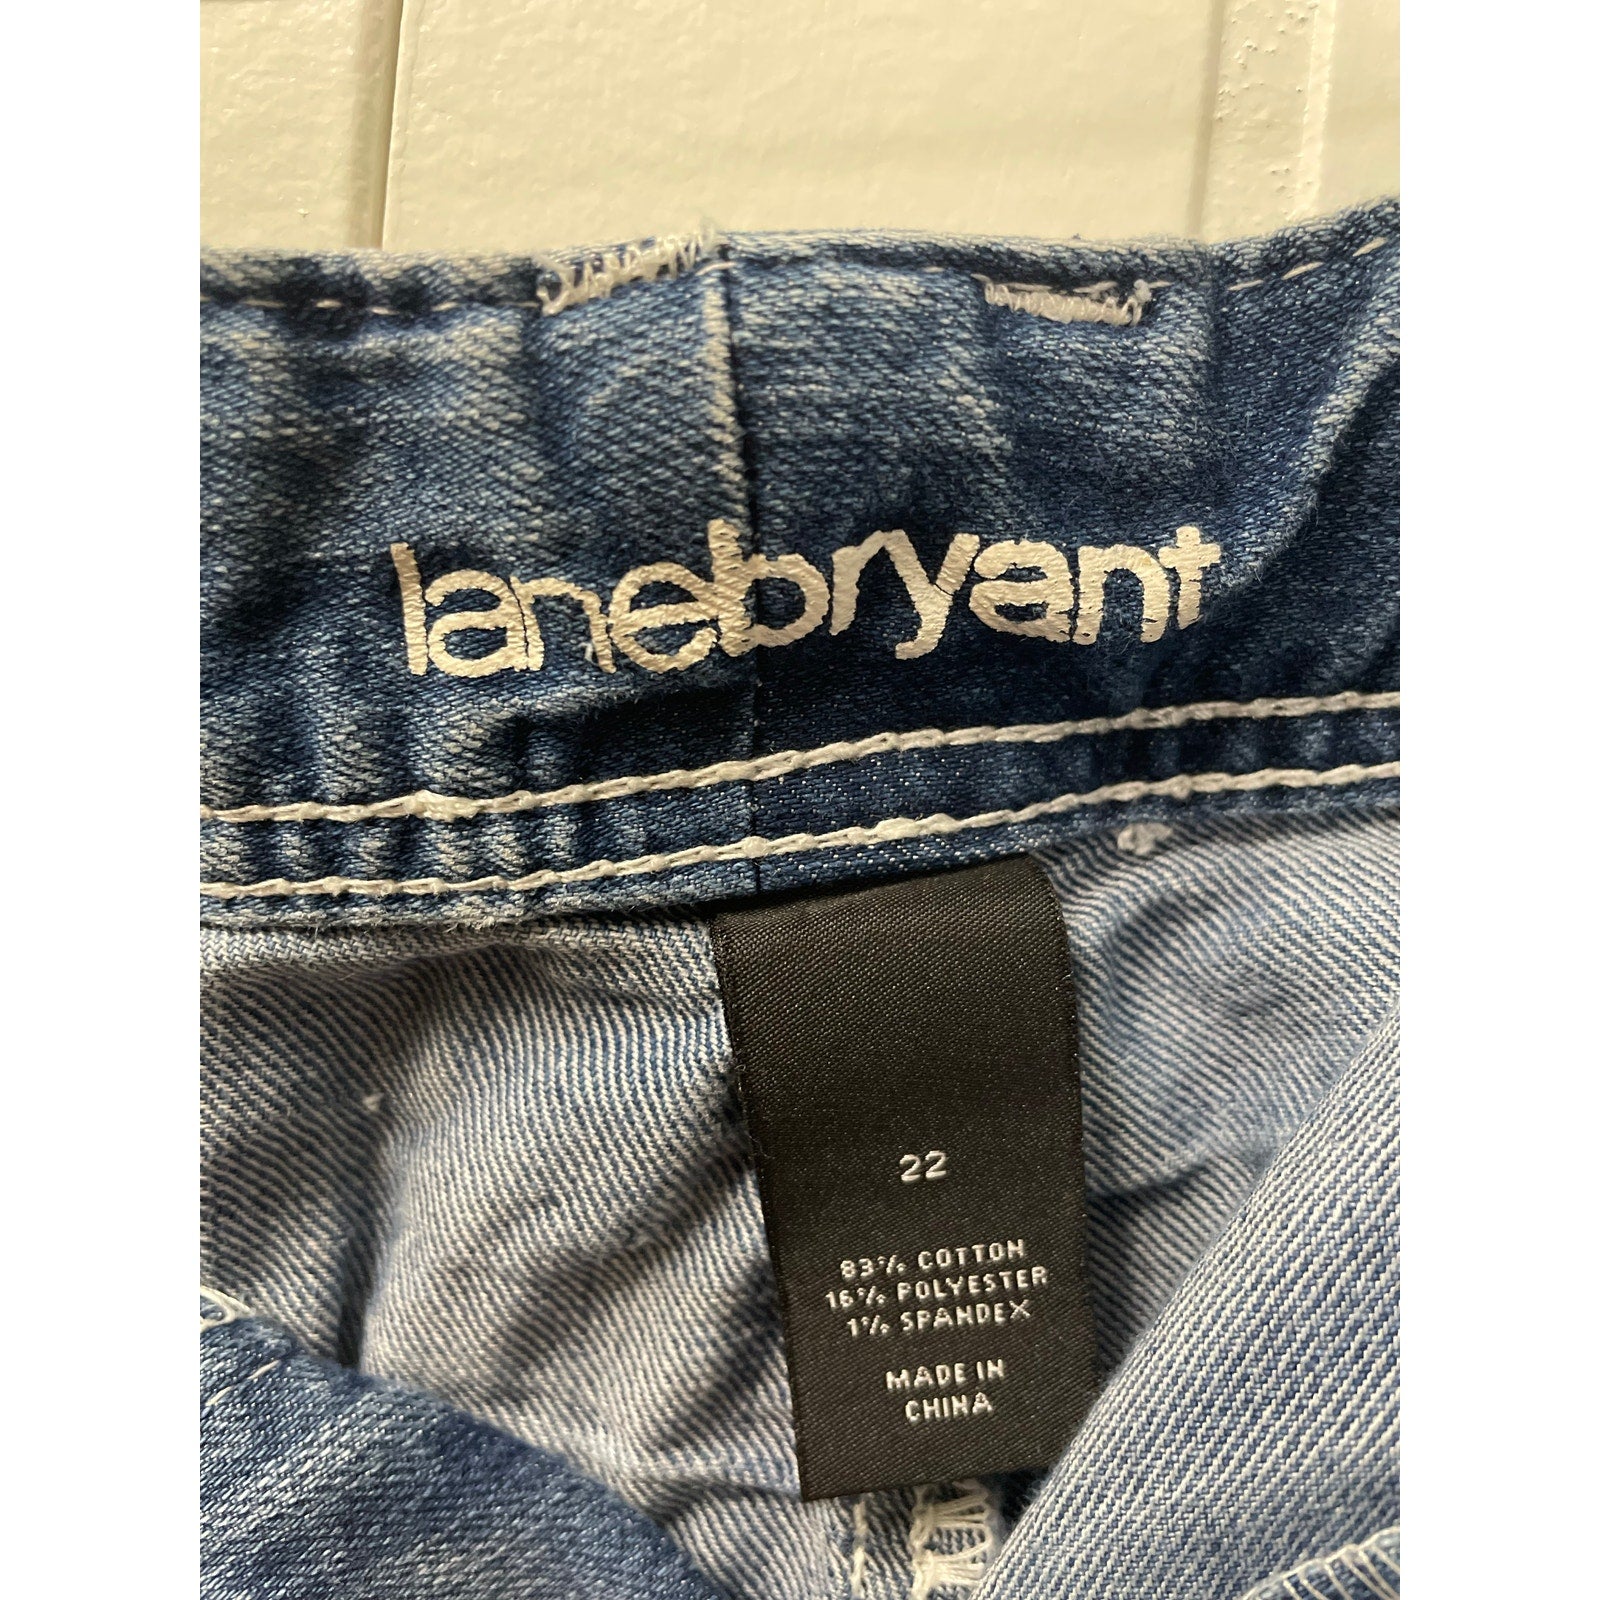 lanebryant
22
83% COTTON
16% POLYESTER
1% SPANDEX
MADE IN
CHINA